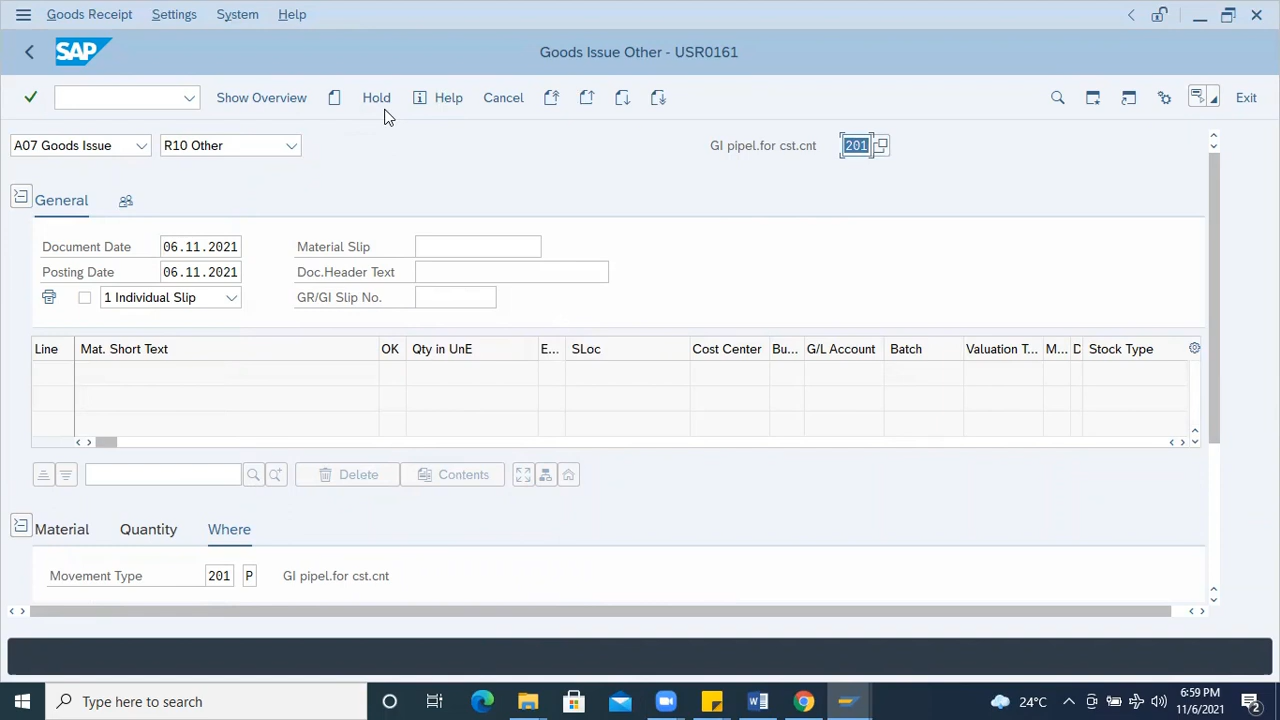 Goods Receipt Settings System Help
SAP Goods Issue Other - USR0161
Show Overview Hold Help Cancel Exit
A07 Goods Issue R10 Other GI pipel.for cst.cnt 201
General
Document Date 06.11.2021 Material Slip
Posting Date 06.11.2021 Doc.Header Text
1 Individual Slip GR/GI Slip No.
Line Mat. Short Text OK Qty in UnE E... SLoc Cost Center Bu... G/L Account Batch Valuation T... M... D Stock Type
Delete Contents
Material Quantity Where
Movement Type 201 P GI pipel.for cst.cnt
Type here to search 24°C 6:59 PM
11/6/2021 2